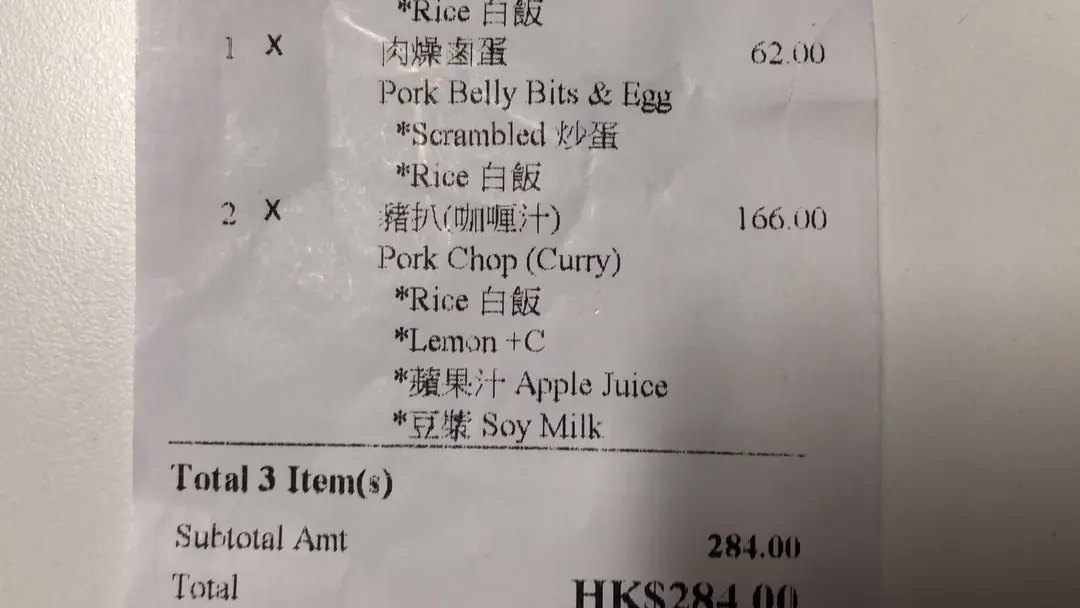 *Rice 白飯
1 X 肉燥鹵蛋 62.00
Pork Belly Bits & Egg
*Scrambled 炒蛋
*Rice 白飯
2 X 豬扒(咖喱汁) 166.00
Pork Chop (Curry)
*Rice 白飯
*Lemon +C
*蘋果汁 Apple Juice
*豆漿 Soy Milk
Total 3 Item(s)
Subtotal Amt 284.00
Total HK$284.00